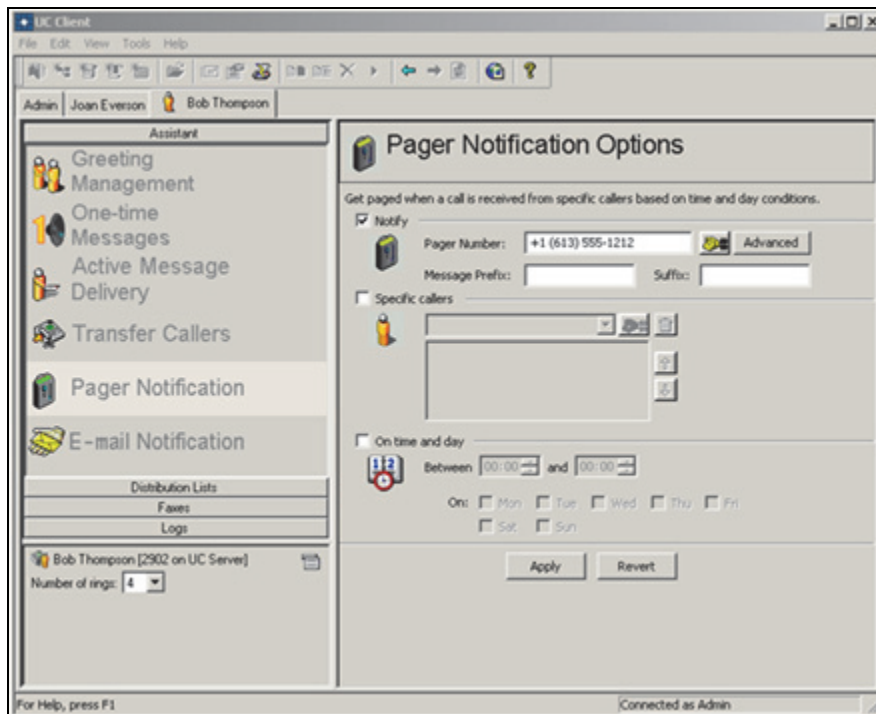 UC Client
File Edit View Tools Help
Admin Joan Everson Bob Thompson
Assistant
Greeting
Management
One-time
Messages
Active Message
Delivery
Transfer Callers
Pager Notification
E-mail Notification
Distribution Lists
Faxes
Logs
Bob Thompson [2902 on UC Server]
Number of rings: 4
Pager Notification Options
Get paged when a call is received from specific callers based on time and day conditions.
Notify
Pager Number: +1 (613) 555-1212 Advanced
Message Prefix: Suffix:
Specific callers
On time and day
12
Between 00:00 and 00:00
On: Mon Tue Wed Thu Fri
Sat Sun
Apply Revert
For Help, press F1 Connected as Admin